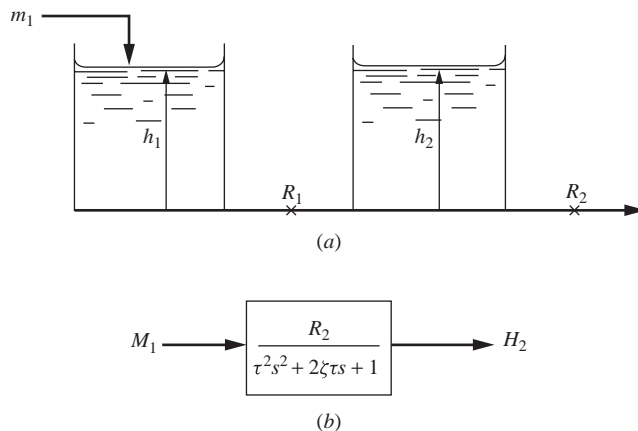 m₁
h₁
h₂
R₁
R₂
(a)
M₁
R₂
τ²s² + 2ζτs + 1
H₂
(b)